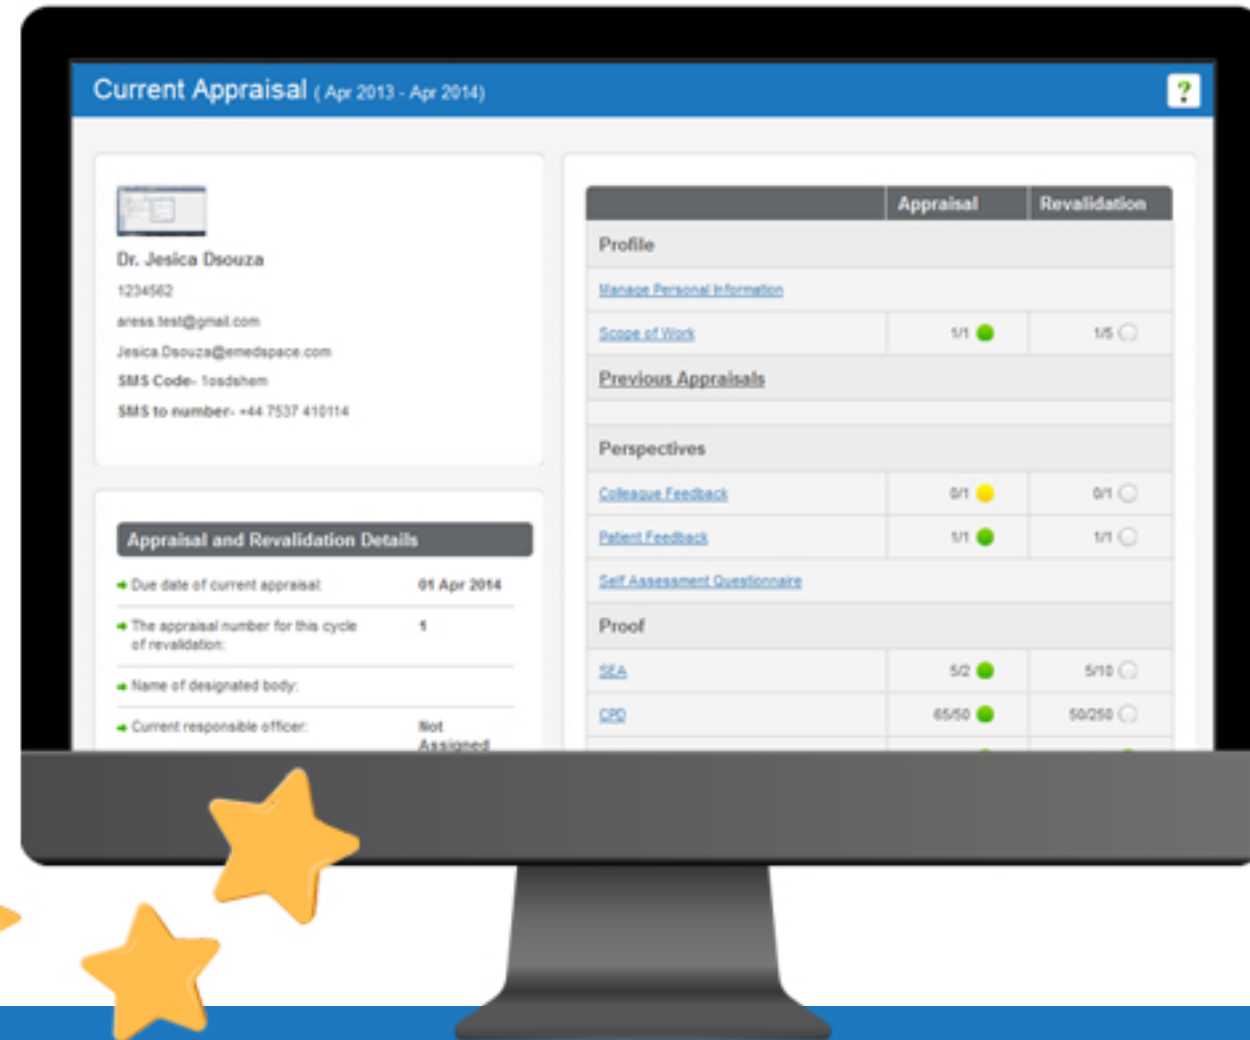 Current Appraisal ( Apr 2013 - Apr 2014)
?
Dr. Jesica Dsouza
1234562
aress.test@gmail.com
Jesica.Dsouza@emedspace.com
SMS Code- 1osdshem
SMS to number- +44 7537 410114
Appraisal and Revalidation Details
Due date of current appraisal: 01 Apr 2014
The appraisal number for this cycle 1
of revalidation:
Name of designated body:
Current responsible officer: Not
Assigned
Appraisal Revalidation
Profile
Manage Personal Information
Scope of Work 1/1 1/5
Previous Appraisals
Perspectives
Colleague Feedback 0/1 0/1
Patient Feedback 1/1 1/1
Self Assessment Questionnaire
Proof
SEA 5/2 5/10
CPD 65/50 50/250